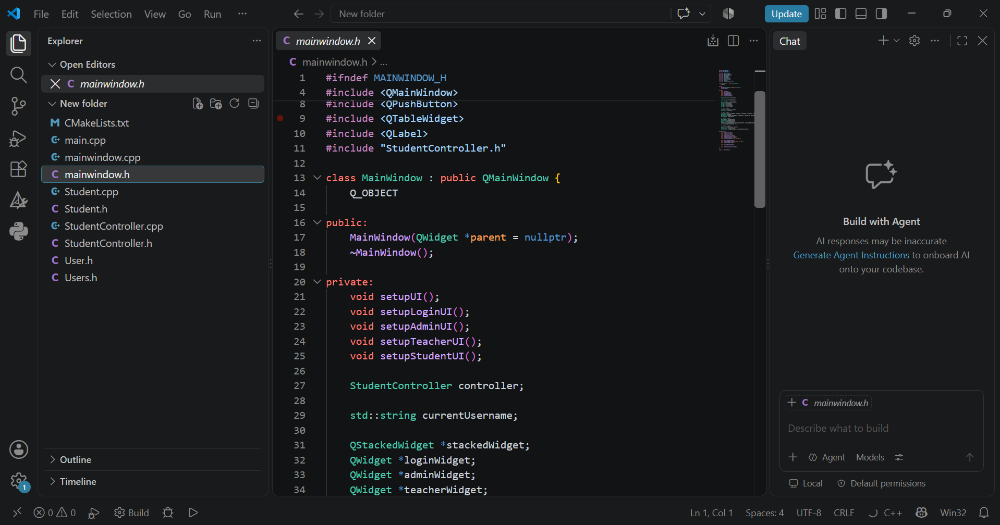 File Edit Selection View Go Run ...
New folder
Update
Explorer
Open Editors
mainwindow.h
New folder
CMakeLists.txt
main.cpp
mainwindow.cpp
mainwindow.h
Student.cpp
Student.h
StudentController.cpp
StudentController.h
User.h
Users.h
Outline
Timeline
1
mainwindow.h
mainwindow.h > ...
1 #ifndef MAINWINDOW_H
4 #include <QMainWindow>
8 #include <QPushButton>
9 #include <QTableWidget>
10 #include <QLabel>
11 #include "StudentController.h"
12
13 class MainWindow : public QMainWindow {
14 Q_OBJECT
15
16 public:
17 MainWindow(QWidget *parent = nullptr);
18 ~MainWindow();
19
20 private:
21 void setupUI();
22 void setupLoginUI();
23 void setupAdminUI();
24 void setupTeacherUI();
25 void setupStudentUI();
26
27 StudentController controller;
28
29 std::string currentUsername;
30
31 QStackedWidget *stackedWidget;
32 QWidget *loginWidget;
33 QWidget *adminWidget;
34 QWidget *teacherWidget;
Chat
Build with Agent
AI responses may be inaccurate
Generate Agent Instructions to onboard AI
onto your codebase.
mainwindow.h
Describe what to build
Agent Models
Local Default permissions
0 0 Build
Ln 1, Col 1 Spaces: 4 UTF-8 CRLF C++ Win32